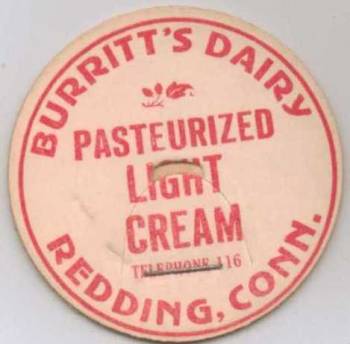 BURRITT'S DAIRY
PASTEURIZED
LIGHT
CREAM
TELEPHONE 116
REDDING, CONN.